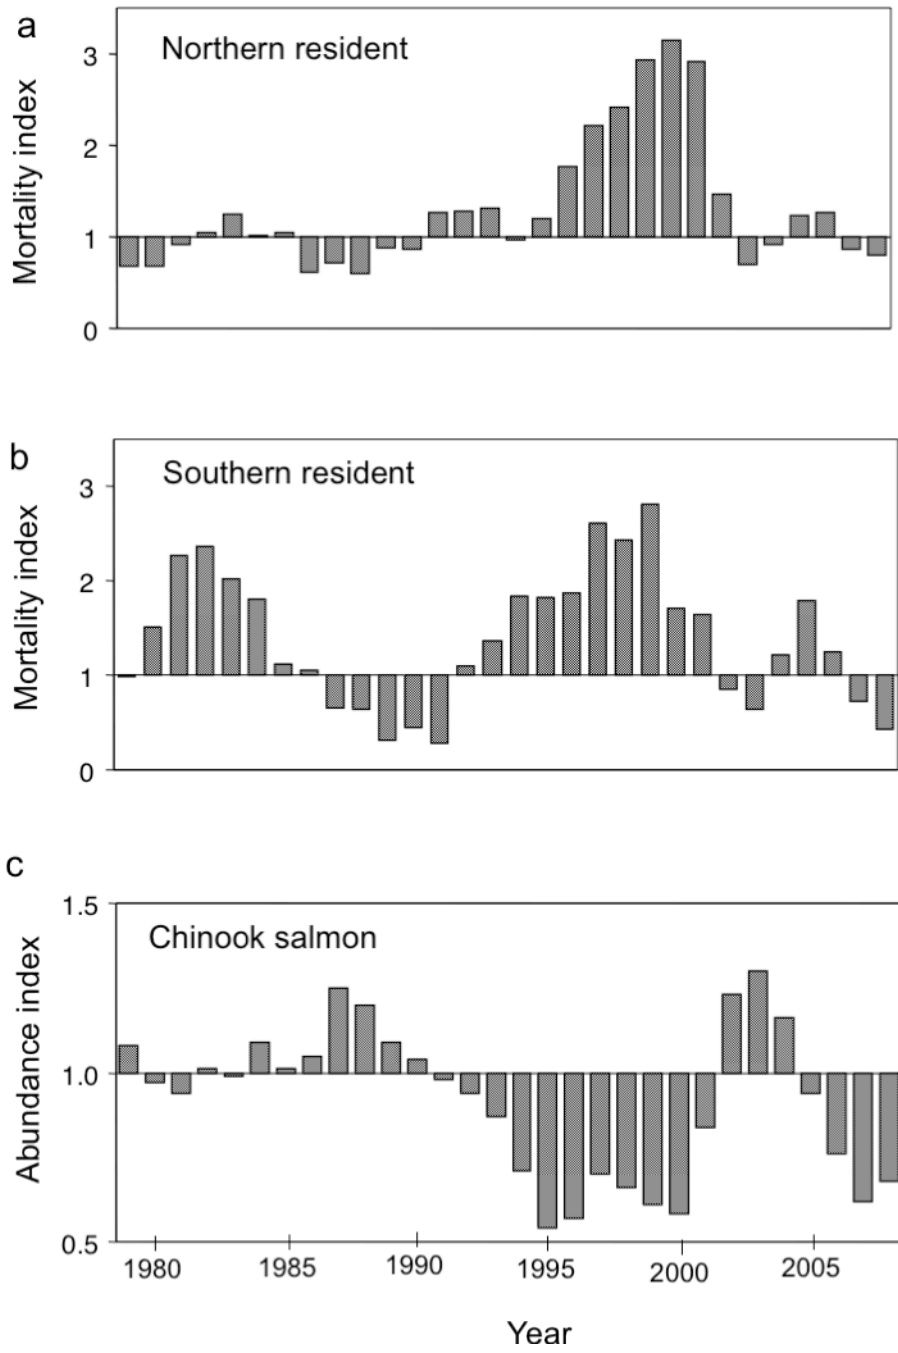 a
Northern resident
Mortality index
3
2
1
0
b
Southern resident
Mortality index
3
2
1
0
c
Chinook salmon
Abundance index
1.5
1.0
0.5
1980 1985 1990 1995 2000 2005
Year